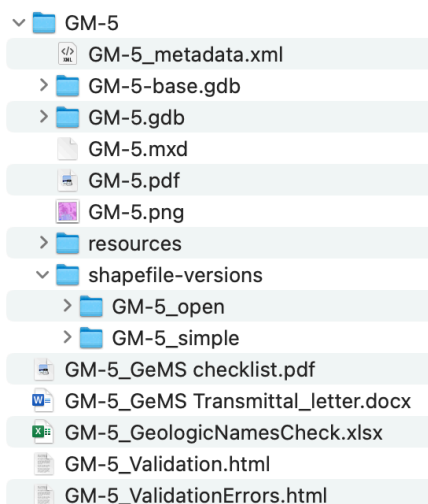 GM-5
GM-5_metadata.xml
GM-5-base.gdb
GM-5.gdb
GM-5.mxd
GM-5.pdf
GM-5.png
resources
shapefile-versions
GM-5_open
GM-5_simple
GM-5_GeMS checklist.pdf
GM-5_GeMS Transmittal_letter.docx
GM-5_GeologicNamesCheck.xlsx
GM-5_Validation.html
GM-5_ValidationErrors.html